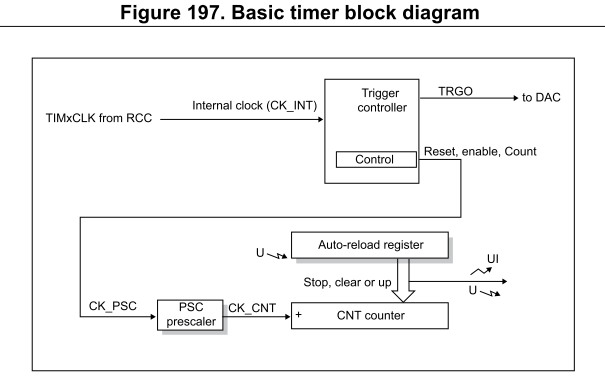 Figure 197. Basic timer block diagram
Trigger
controller
TRGO
to DAC
Internal clock (CK_INT)
TIMxCLK from RCC
Control
Reset, enable, Count
Auto-reload register
U
UI
Stop, clear or up
U
CK_PSC
PSC
prescaler
CK_CNT
+
CNT counter